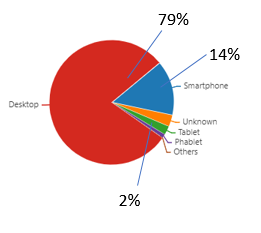 79%
14%
Smartphone
Desktop
Unknown
Tablet
Phablet
Others
2%